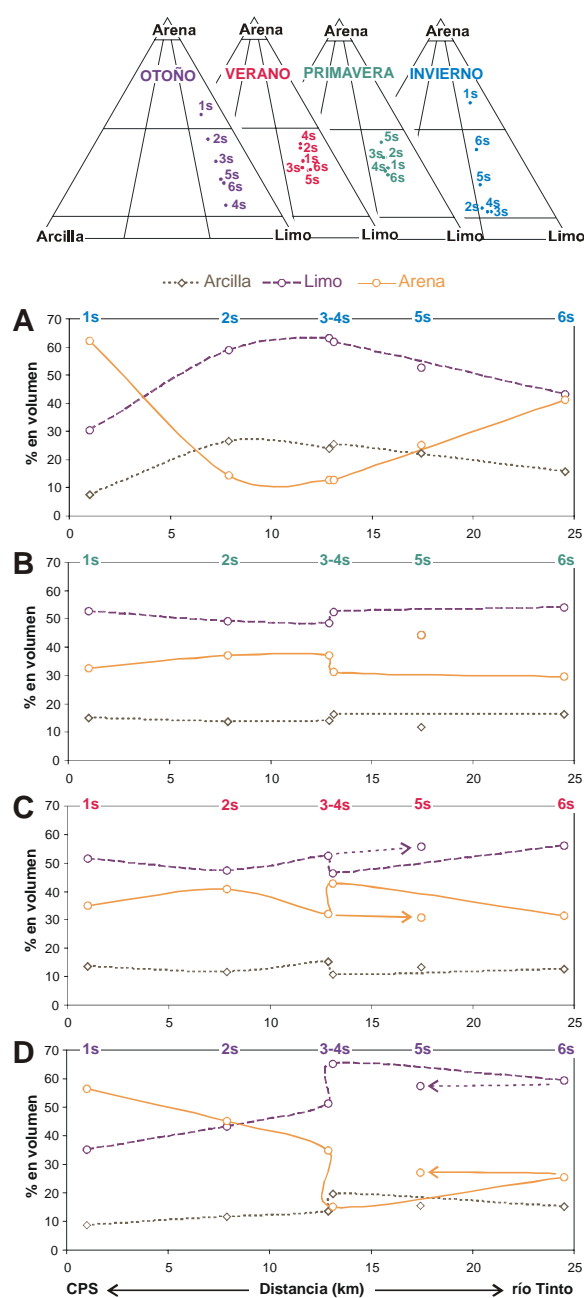 Arena Arena Arena Arena
OTOÑO VERANO PRIMAVERA INVIERNO
1s
2s
3s
5s
6s
4s
4s
2s
1s
3s 6s
5s
5s
3s 2s
4s 1s
6s
1s
6s
5s
2s 4s
3s
Arcilla Limo Limo Limo Limo
Arcilla Limo Arena
A
1s 2s 3-4s 5s 6s
% en volumen
70
60
50
40
30
20
10
0
0 5 10 15 20 25
B
1s 2s 3-4s 5s 6s
% en volumen
70
60
50
40
30
20
10
0
0 5 10 15 20 25
C
1s 2s 3-4s 5s 6s
% en volumen
70
60
50
40
30
20
10
0
0 5 10 15 20 25
D
1s 2s 3-4s 5s 6s
% en volumen
70
60
50
40
30
20
10
0
0 5 10 15 20 25
CPS Distancia (km) río Tinto